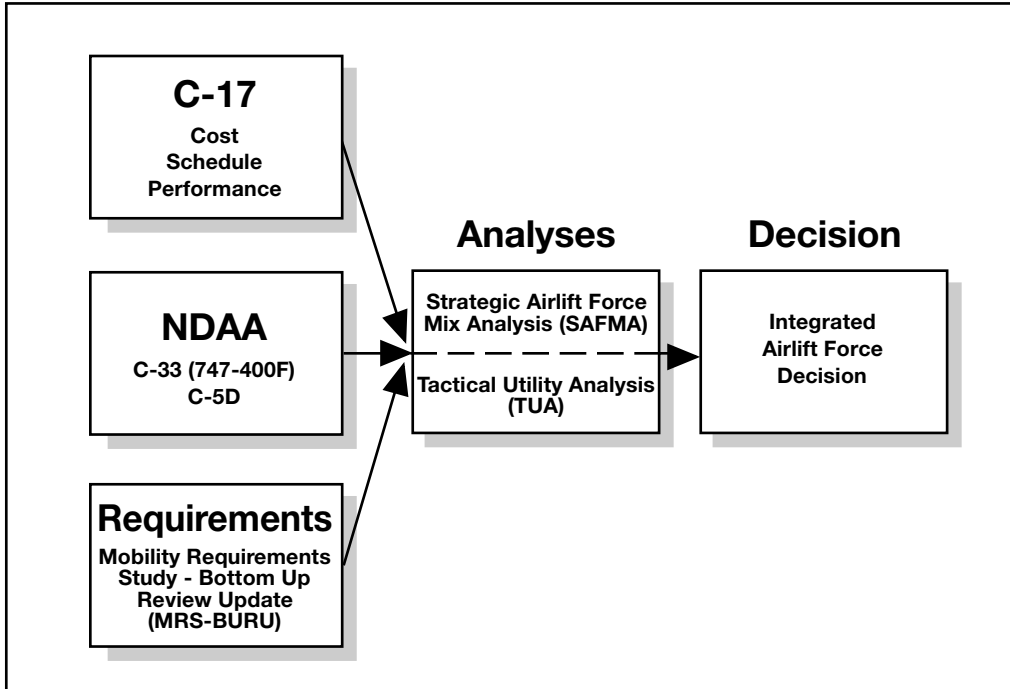 C-17
Cost
Schedule
Performance
NDAA
C-33 (747-400F)
C-5D
Requirements
Mobility Requirements
Study - Bottom Up
Review Update
(MRS-BURU)
Analyses
Strategic Airlift Force
Mix Analysis (SAFMA)
Tactical Utility Analysis
(TUA)
Decision
Integrated
Airlift Force
Decision